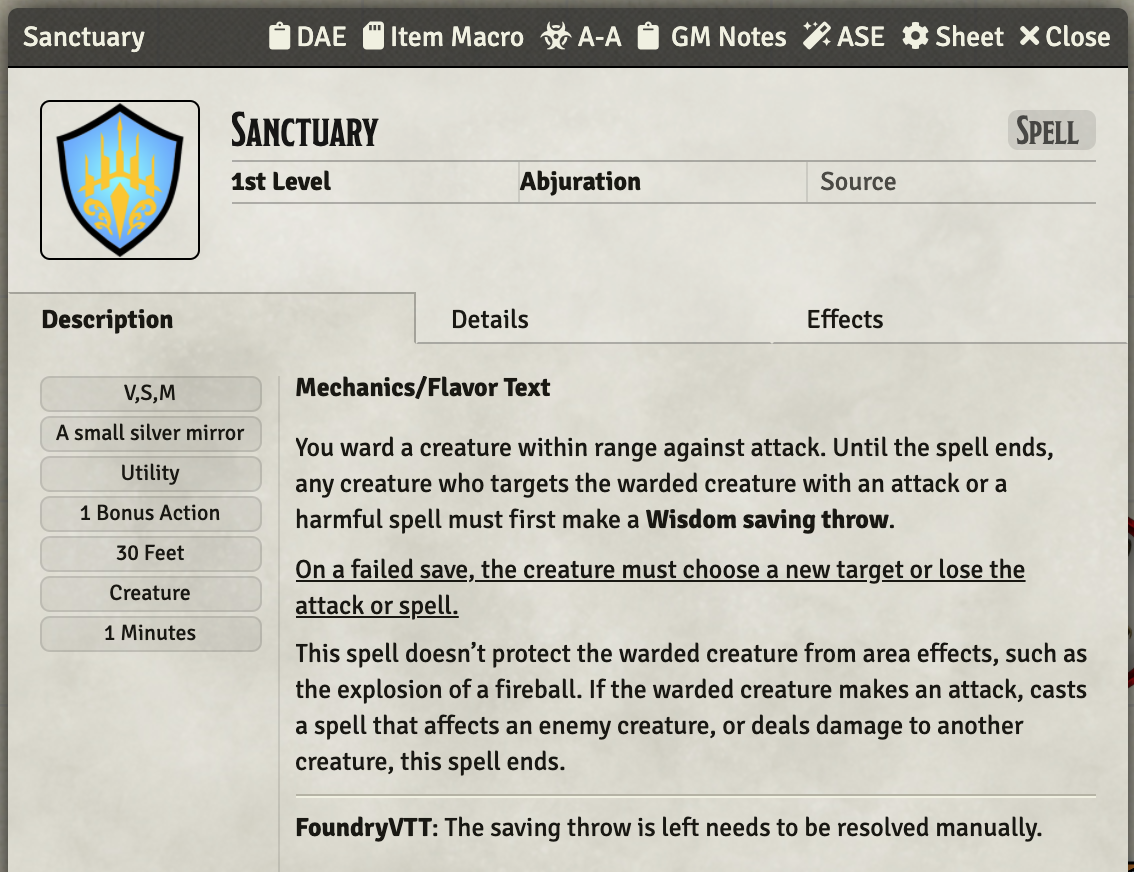 Sanctuary DAE Item Macro A-A GM Notes ASE Sheet Close
Sanctuary Spell
1st Level Abjuration Source
Description Details Effects
V,S,M
A small silver mirror
Utility
1 Bonus Action
30 Feet
Creature
1 Minutes
Mechanics/Flavor Text
You ward a creature within range against attack. Until the spell ends,
any creature who targets the warded creature with an attack or a
harmful spell must first make a Wisdom saving throw.
On a failed save, the creature must choose a new target or lose the
attack or spell.
This spell doesn’t protect the warded creature from area effects, such as
the explosion of a fireball. If the warded creature makes an attack, casts
a spell that affects an enemy creature, or deals damage to another
creature, this spell ends.
FoundryVTT: The saving throw is left needs to be resolved manually.